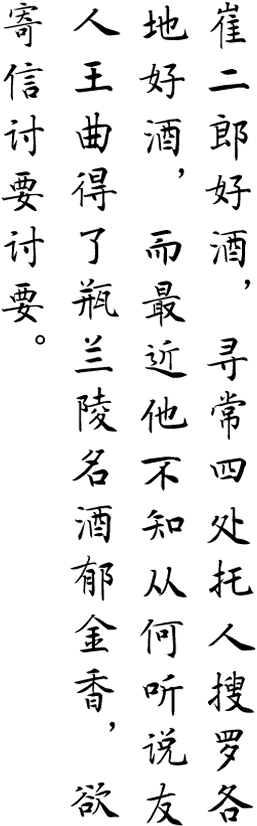 崔二郎好酒，寻常四处托人搜罗各
地好酒，而最近他不知从何听说友
人王曲得了瓶兰陵名酒郁金香，欲
寄信讨要讨要。